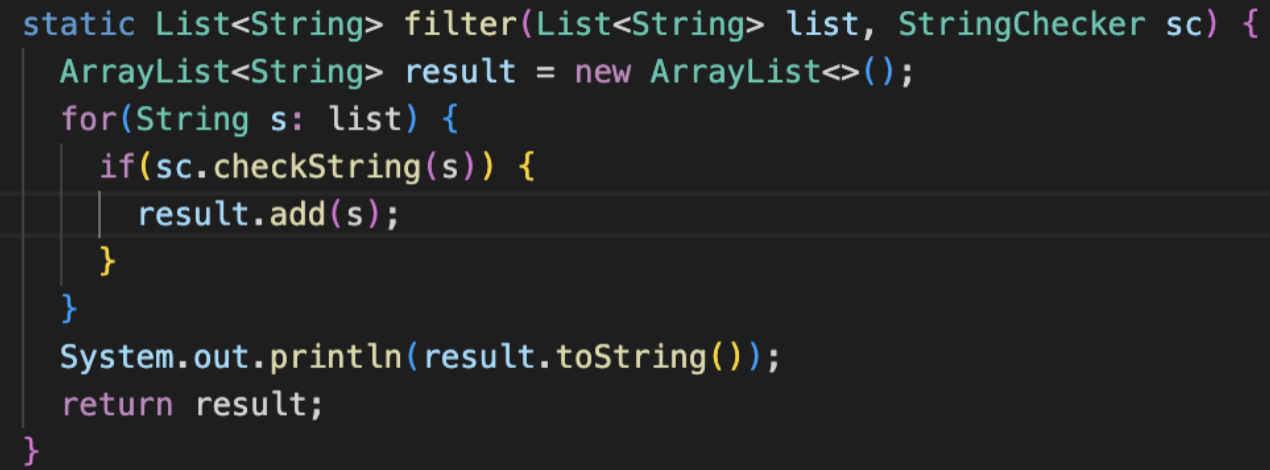 static List<String> filter(List<String> list, StringChecker sc) {
  ArrayList<String> result = new ArrayList<>();
  for(String s: list) {
    if(sc.checkString(s)) {
      result.add(s);
    }
  }
  System.out.println(result.toString());
  return result;
}